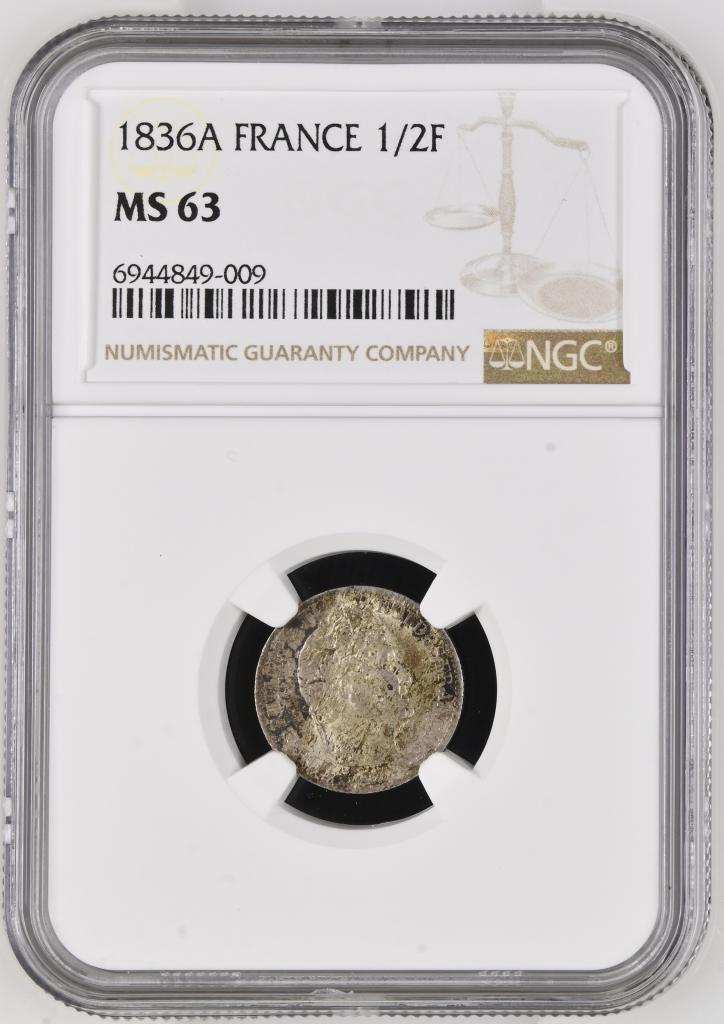 1836A FRANCE 1/2F
MS 63
6944849-009
NUMISMATIC GUARANTY COMPANY
NGC®